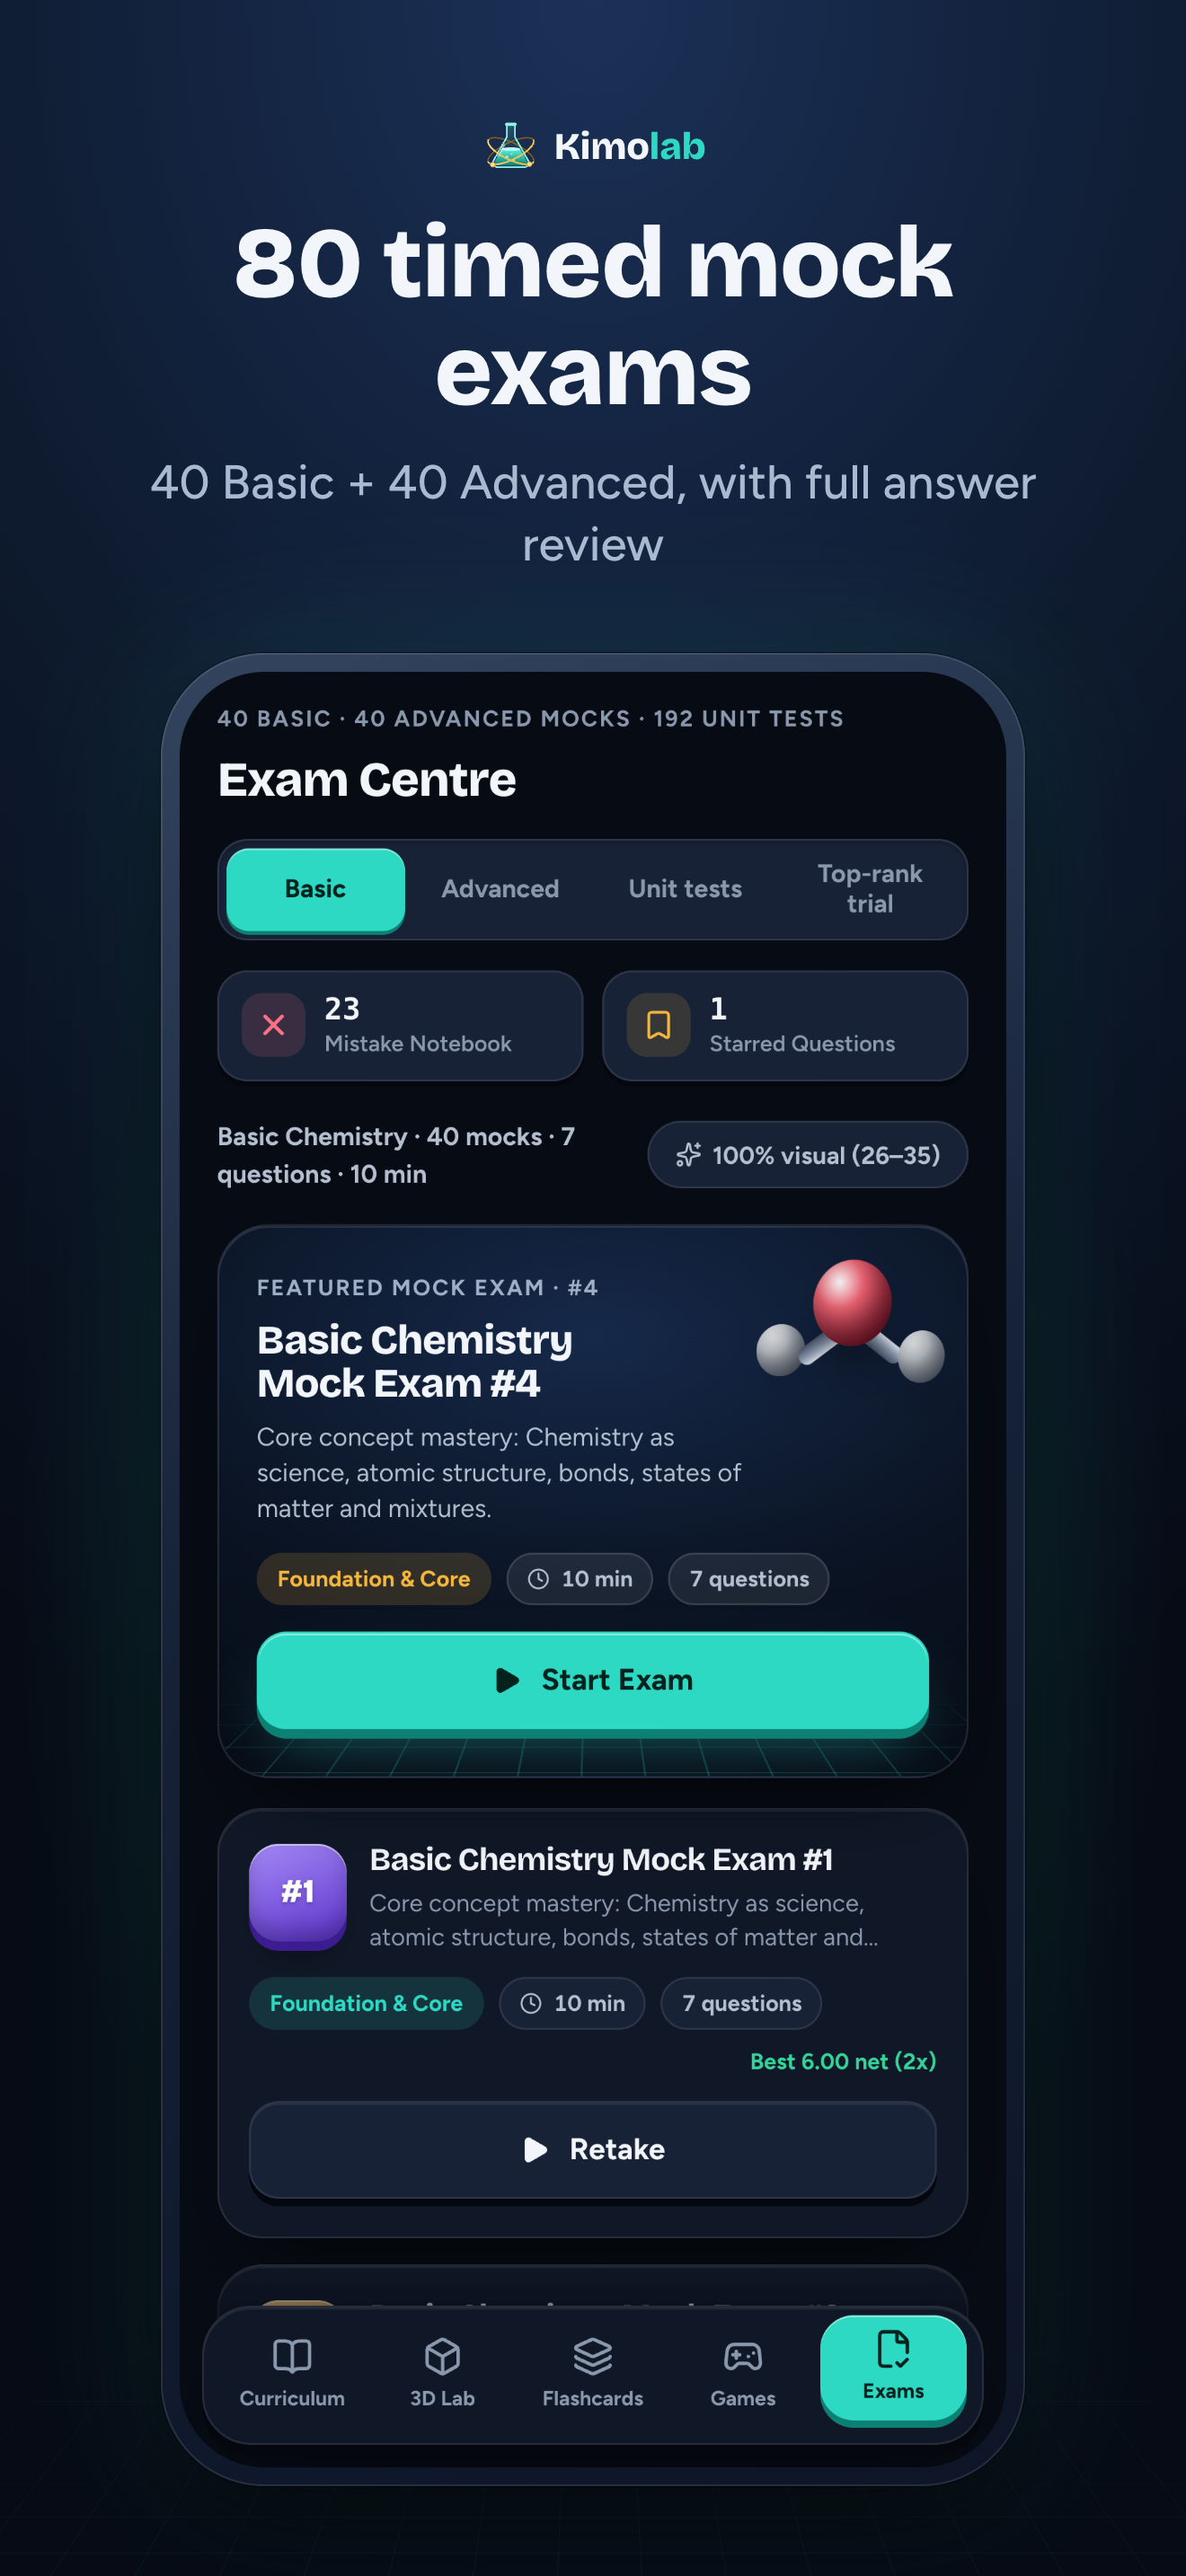 Kimolab
80 timed mock
exams
40 Basic + 40 Advanced, with full answer
review
40 BASIC · 40 ADVANCED MOCKS · 192 UNIT TESTS
Exam Centre
Basic
Advanced
Unit tests
Top-rank
trial
23
Mistake Notebook
1
Starred Questions
Basic Chemistry · 40 mocks · 7
questions · 10 min
100% visual (26–35)
FEATURED MOCK EXAM · #4
Basic Chemistry
Mock Exam #4
Core concept mastery: Chemistry as
science, atomic structure, bonds, states of
matter and mixtures.
Foundation & Core
10 min
7 questions
Start Exam
#1
Basic Chemistry Mock Exam #1
Core concept mastery: Chemistry as science,
atomic structure, bonds, states of matter and...
Foundation & Core
10 min
7 questions
Best 6.00 net (2x)
Retake
Curriculum
3D Lab
Flashcards
Games
Exams